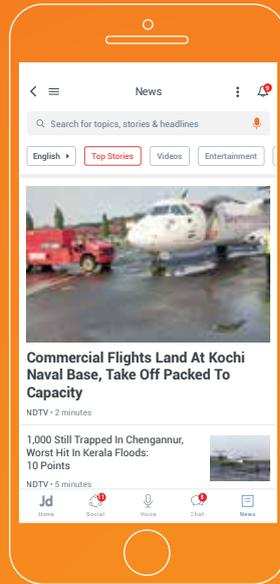 News
Search for topics, stories & headlines
English
Top Stories
Videos
Entertainment
Commercial Flights Land At Kochi
Naval Base, Take Off Packed To
Capacity
NDTV • 2 minutes
1,000 Still Trapped In Chengannur,
Worst Hit In Kerala Floods:
10 Points
NDTV • 5 minutes
Jd
Home
Social
Voice
Chat
News